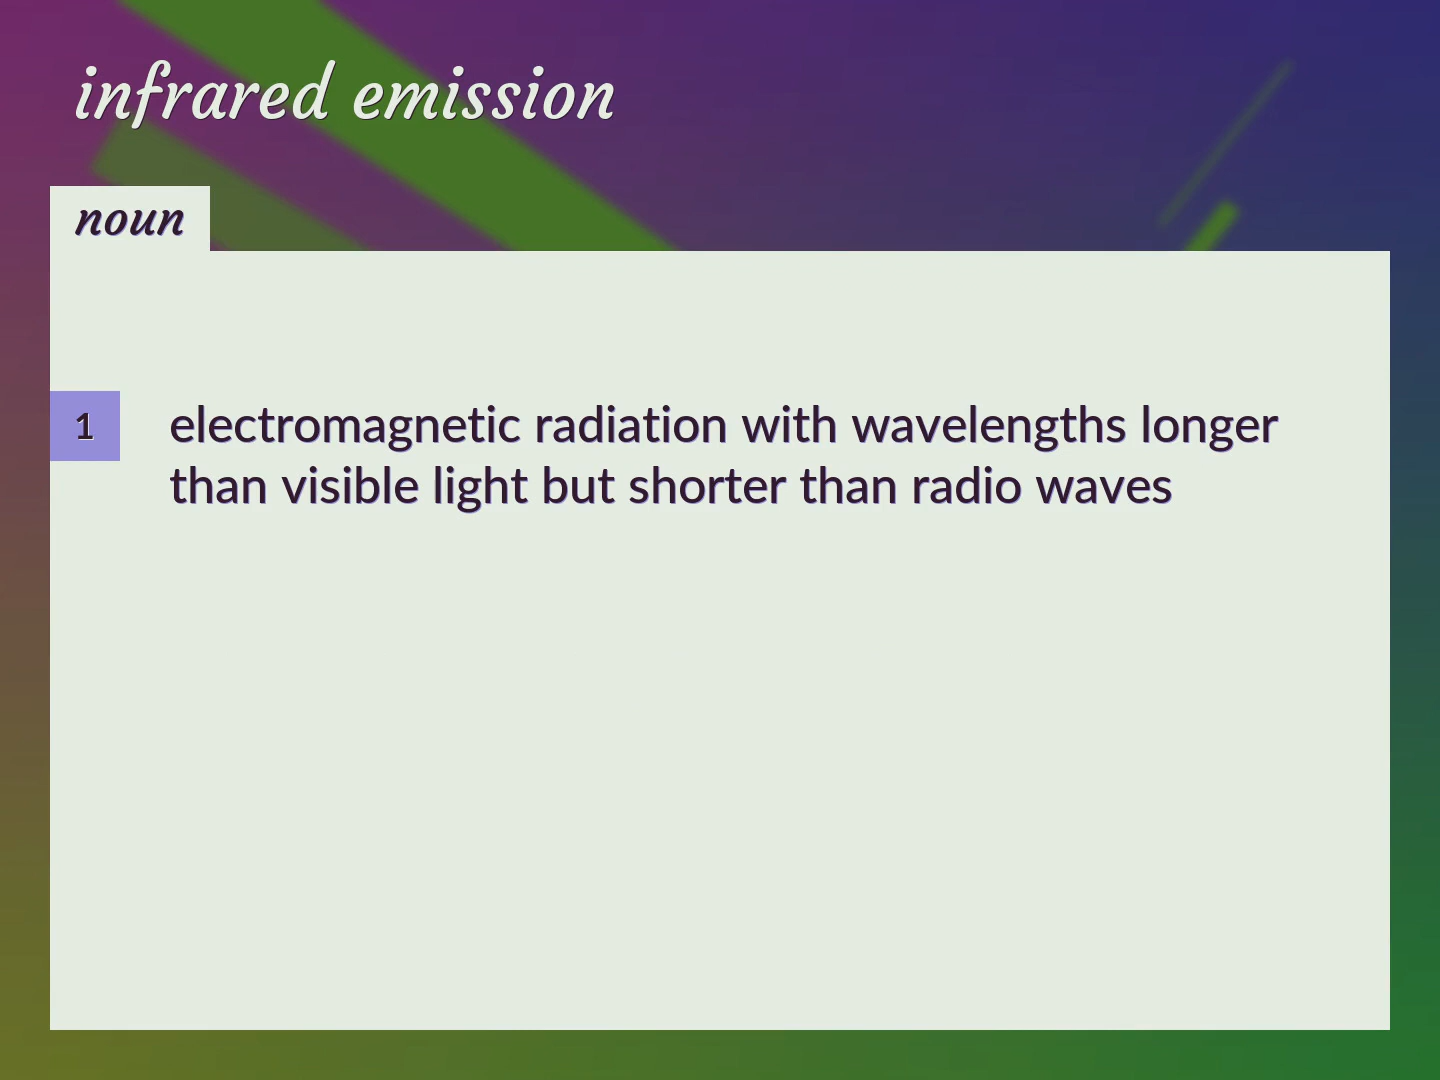 infrared emission
noun
1 electromagnetic radiation with wavelengths longer
than visible light but shorter than radio waves